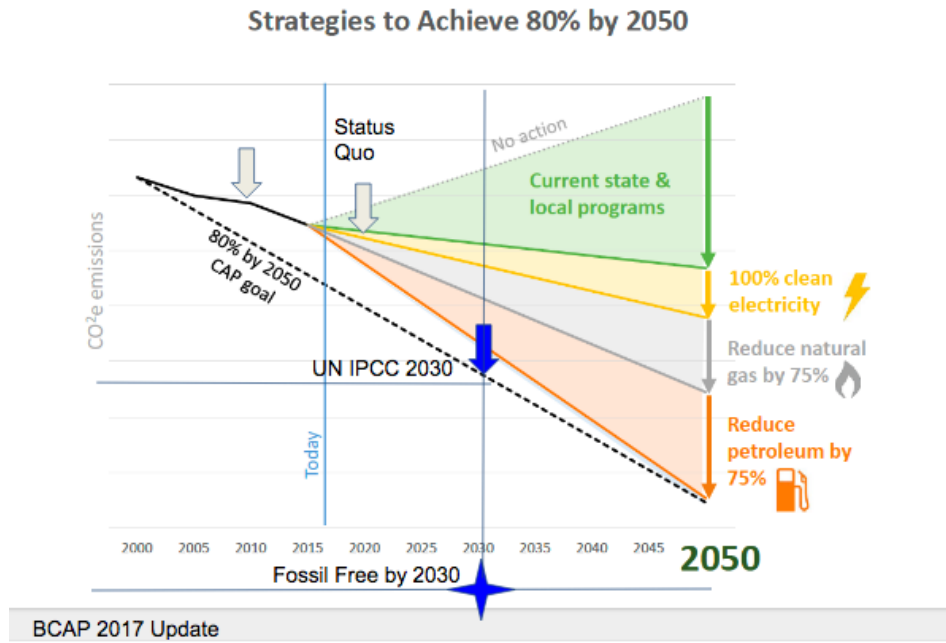 Strategies to Achieve 80% by 2050
Status
Quo
No action
Current state &
local programs
80% by 2050
CAP goal
CO²e emissions
100% clean
electricity
UN IPCC 2030
Reduce natural
gas by 75%
Reduce
petroleum by
75%
Today
2000 2005 2010 2015 2020 2025 2030 2035 2040 2045 2050
Fossil Free by 2030
BCAP 2017 Update